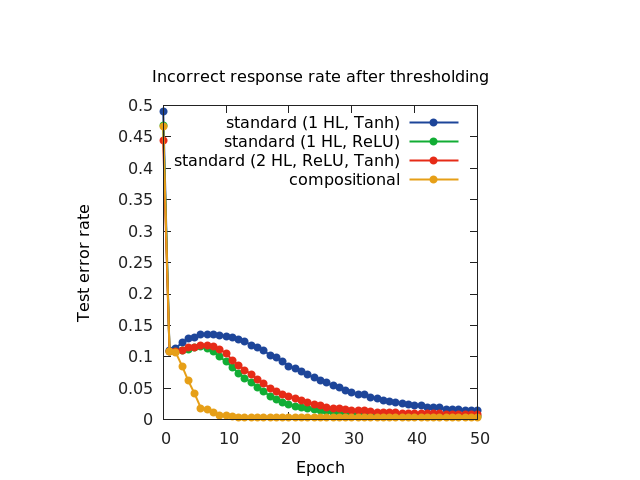 Incorrect response rate after thresholding
standard (1 HL, Tanh)
standard (1 HL, ReLU)
standard (2 HL, ReLU, Tanh)
compositional
0.5
0.45
0.4
0.35
0.3
0.25
0.2
0.15
0.1
0.05
0
Test error rate
0 10 20 30 40 50
Epoch